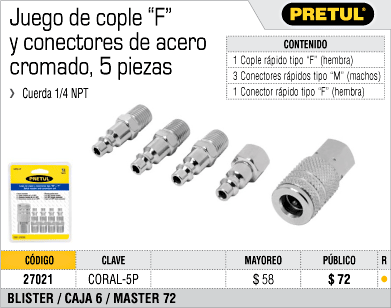 Juego de cople “F”
y conectores de acero
cromado, 5 piezas
❯ Cuerda 1/4 NPT
PRETUL®
CONTENIDO
1 Cople rápido tipo “F” (hembra)
3 Conectores rápidos tipo “M” (machos)
1 Conector rápido tipo “F” (hembra)
PRETUL
CÓDIGO CLAVE MAYOREO PÚBLICO R
27021 CORAL-5P $ 58 $ 72
BLISTER / CAJA 6 / MASTER 72